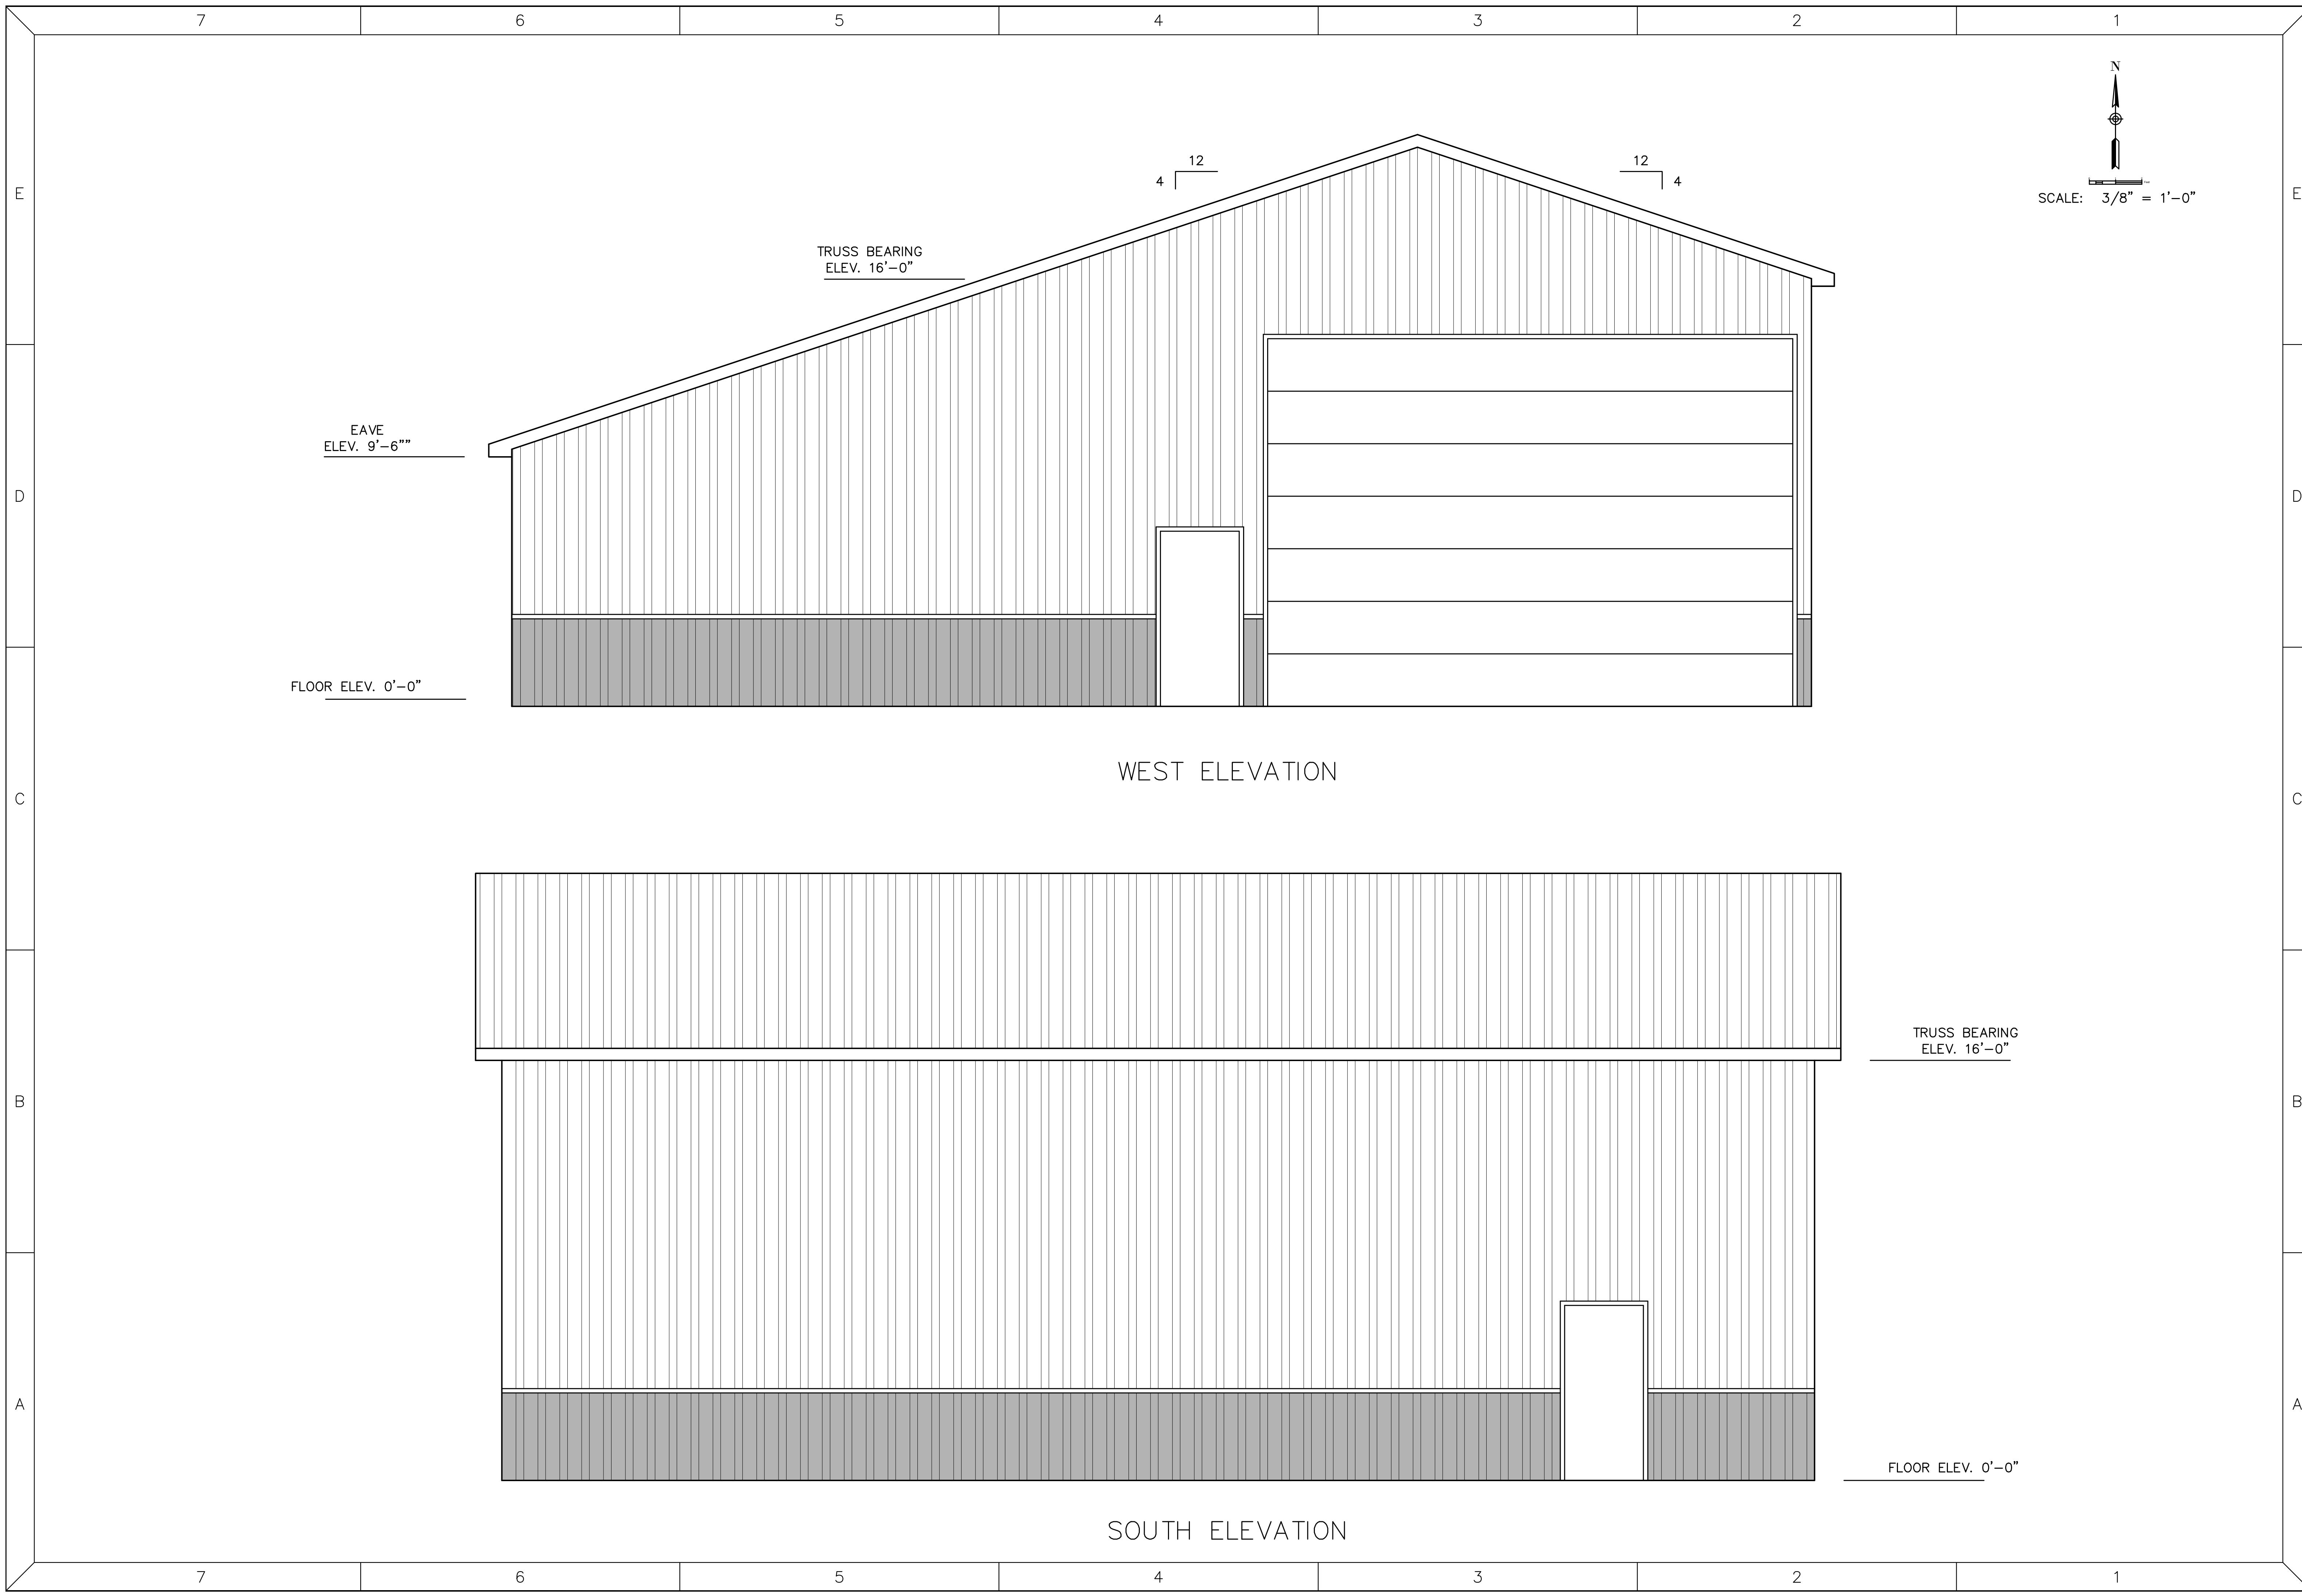 7 6 5 4 3 2 1
N
E E
12 12
4 4
SCALE: 3/8" = 1'-0"
TRUSS BEARING
ELEV. 16'-0"
EAVE
ELEV. 9'-6""
D D
FLOOR ELEV. 0'-0"
WEST ELEVATION
C C
TRUSS BEARING
ELEV. 16'-0"
B B
A A
FLOOR ELEV. 0'-0"
SOUTH ELEVATION
7 6 5 4 3 2 1